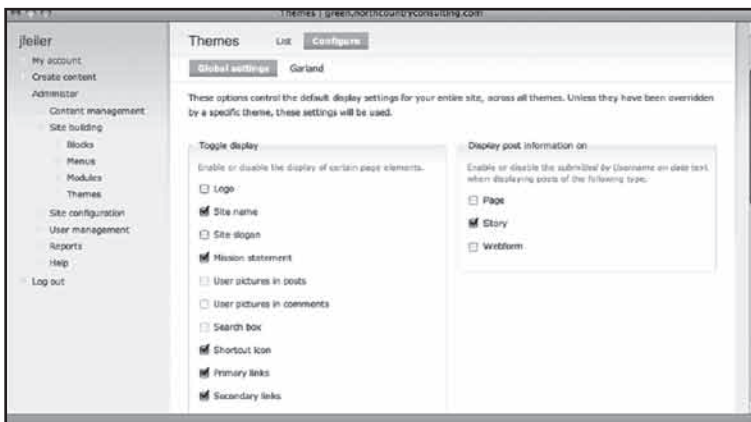 Themes | green.northcountryconsulting.com
jfeiler
My account
Create content
Administer
Content management
Site building
Blocks
Menus
Modules
Themes
Site configuration
User management
Reports
Help
Log out
Themes List Configure
Global settings Garland
These options control the default display settings for your entire site, across all themes. Unless they have been overridden
by a specific theme, these settings will be used.
Toggle display
Enable or disable the display of certain page elements.
Logo
Site name
Site slogan
Mission statement
User pictures in posts
User pictures in comments
Search box
Shortcut icon
Primary links
Secondary links
Display post information on
Enable or disable the submitted by Username on date text
when displaying posts of the following type.
Page
Story
Webform